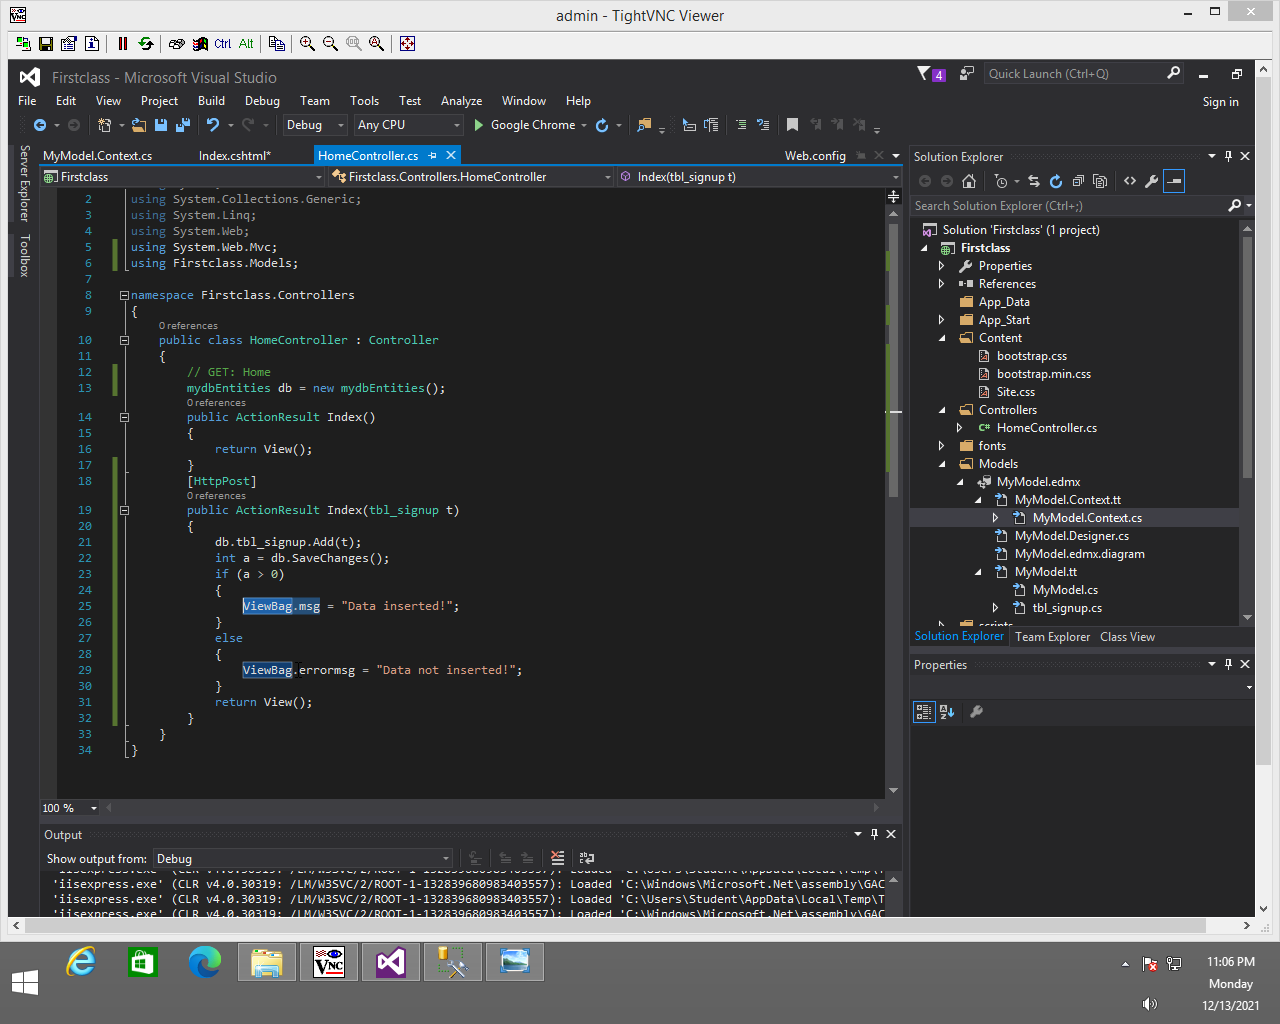 admin - TightVNC Viewer
Ctrl Alt
Firstclass - Microsoft Visual Studio
4
Quick Launch (Ctrl+Q)
File Edit View Project Build Debug Team Tools Test Analyze Window Help
Sign in
Debug Any CPU Google Chrome
Server Explorer
Toolbox
MyModel.Context.cs Index.cshtml* HomeController.cs Web.config
Firstclass Firstclass.Controllers.HomeController Index(tbl_signup t)
2 using System.Collections.Generic;
3 using System.Linq;
4 using System.Web;
5 using System.Web.Mvc;
6 using Firstclass.Models;
7
8 namespace Firstclass.Controllers
9 {
0 references
10 public class HomeController : Controller
11 {
12 // GET: Home
13 mydbEntities db = new mydbEntities();
0 references
14 public ActionResult Index()
15 {
16 return View();
17 }
18 [HttpPost]
0 references
19 public ActionResult Index(tbl_signup t)
20 {
21 db.tbl_signup.Add(t);
22 int a = db.SaveChanges();
23 if (a > 0)
24 {
25 ViewBag.msg = "Data inserted!";
26 }
27 else
28 {
29 ViewBag.errormsg = "Data not inserted!";
30 }
31 return View();
32 }
33 }
34 }
100 %
Output
Show output from: Debug
'iisexpress.exe' (CLR v4.0.30319: /LM/W3SVC/2/ROOT-1-132839680983403557): Loaded 'C:\Windows\Microsoft.Net\assembly\GAC
'iisexpress.exe' (CLR v4.0.30319: /LM/W3SVC/2/ROOT-1-132839680983403557): Loaded 'C:\Users\Student\AppData\Local\Temp\T
'iisexpress.exe' (CLR v4.0.30319: /LM/W3SVC/2/ROOT-1-132839680983403557): Loaded 'C:\Windows\Microsoft.Net\assembly\GAC
Solution Explorer
Search Solution Explorer (Ctrl+;)
Solution 'Firstclass' (1 project)
Firstclass
Properties
References
App_Data
App_Start
Content
bootstrap.css
bootstrap.min.css
Site.css
Controllers
HomeController.cs
fonts
Models
MyModel.edmx
MyModel.Context.tt
MyModel.Context.cs
MyModel.Designer.cs
MyModel.edmx.diagram
MyModel.tt
MyModel.cs
tbl_signup.cs
scripts
Solution Explorer Team Explorer Class View
Properties
11:06 PM
Monday
12/13/2021